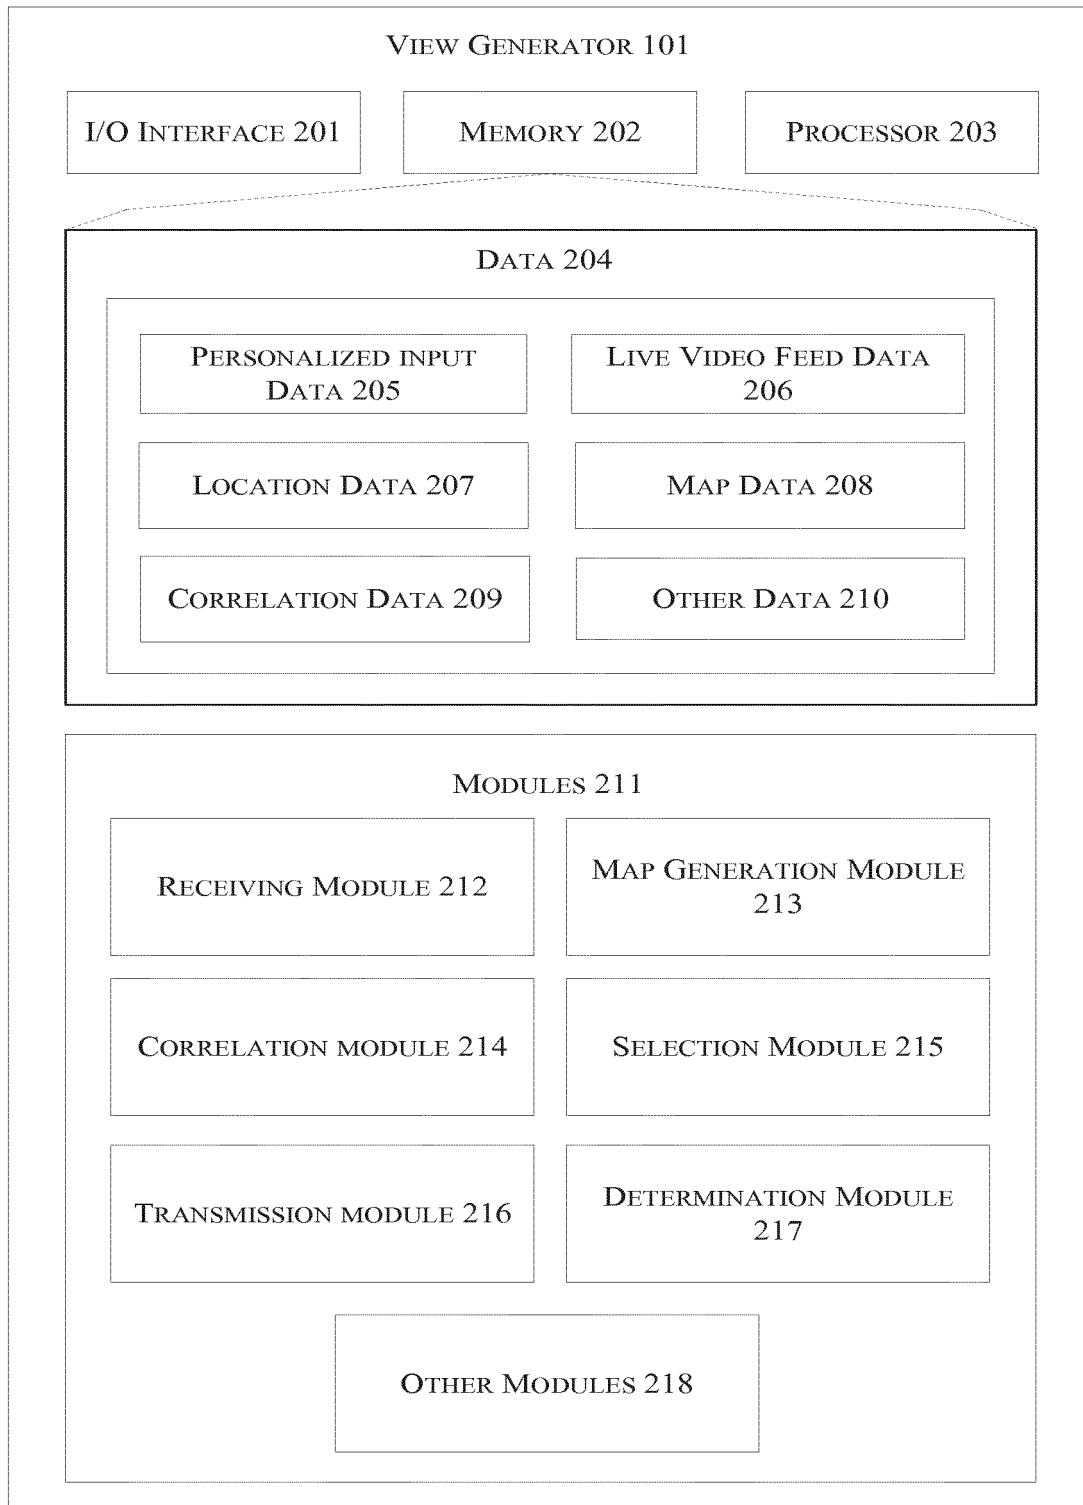 VIEW GENERATOR 101
I/O INTERFACE 201
MEMORY 202
PROCESSOR 203
DATA 204
PERSONALIZED INPUT
DATA 205
LIVE VIDEO FEED DATA
206
LOCATION DATA 207
MAP DATA 208
CORRELATION DATA 209
OTHER DATA 210
MODULES 211
RECEIVING MODULE 212
MAP GENERATION MODULE
213
CORRELATION MODULE 214
SELECTION MODULE 215
TRANSMISSION MODULE 216
DETERMINATION MODULE
217
OTHER MODULES 218